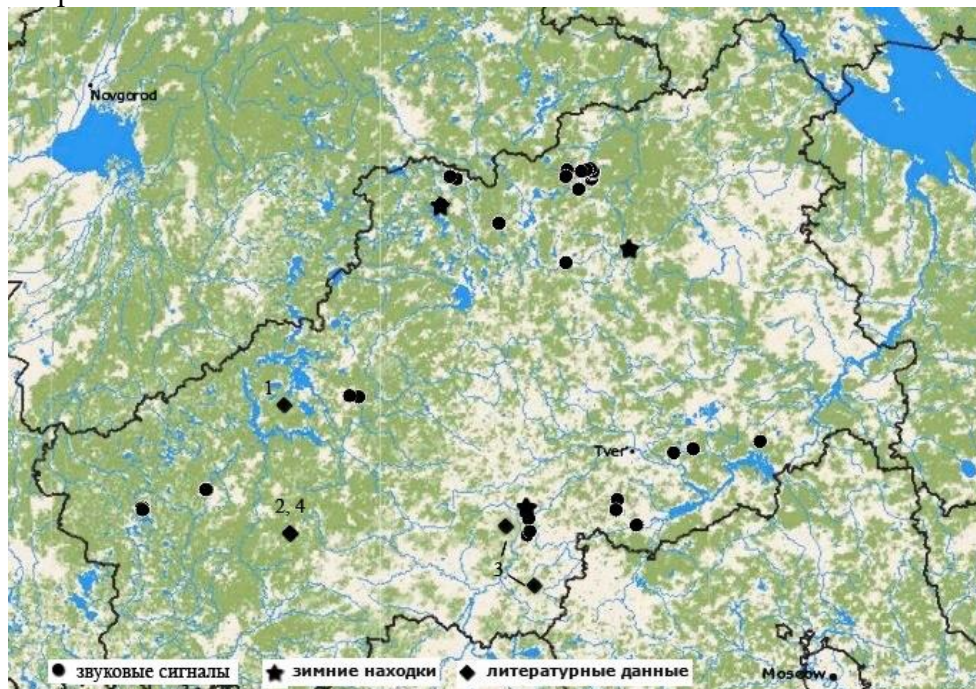 Novgorod
1
Tver'
2, 4
3
звуковые сигналы
зимние находки
литературные данные
Moscow